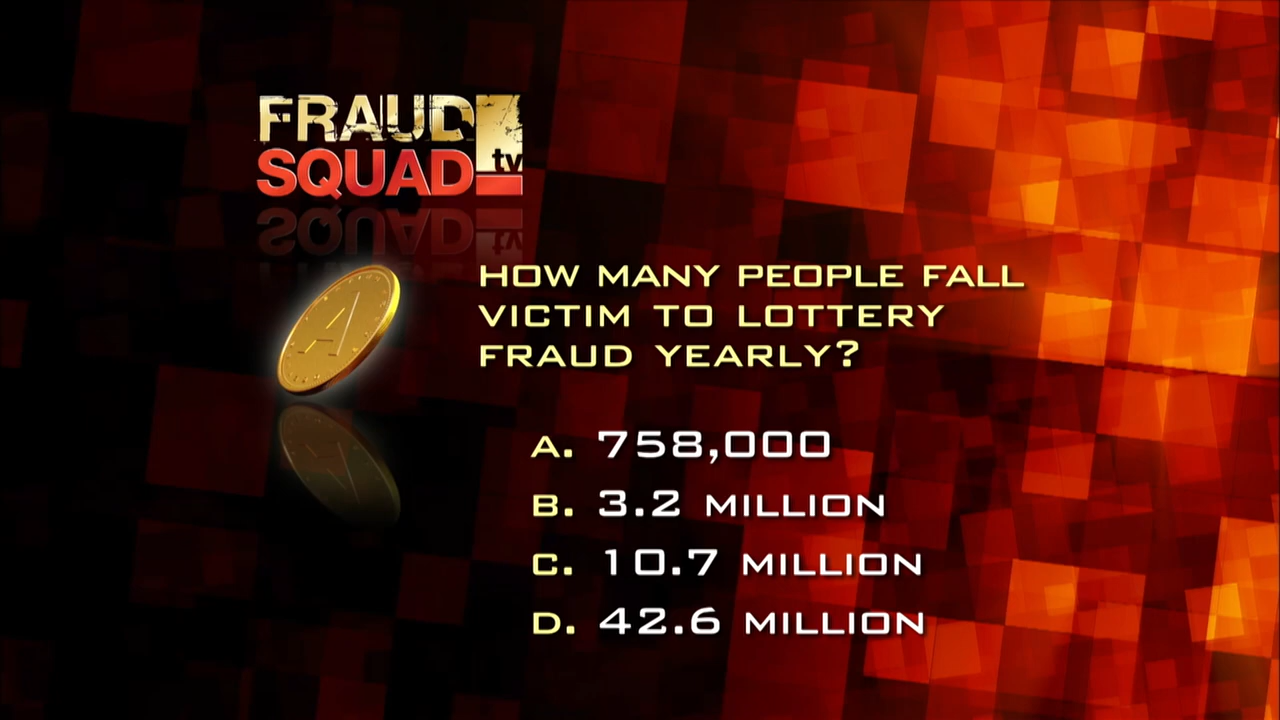 FRAUD
SQUAD tv
HOW MANY PEOPLE FALL
VICTIM TO LOTTERY
FRAUD YEARLY?
A. 758,000
B. 3.2 MILLION
C. 10.7 MILLION
D. 42.6 MILLION